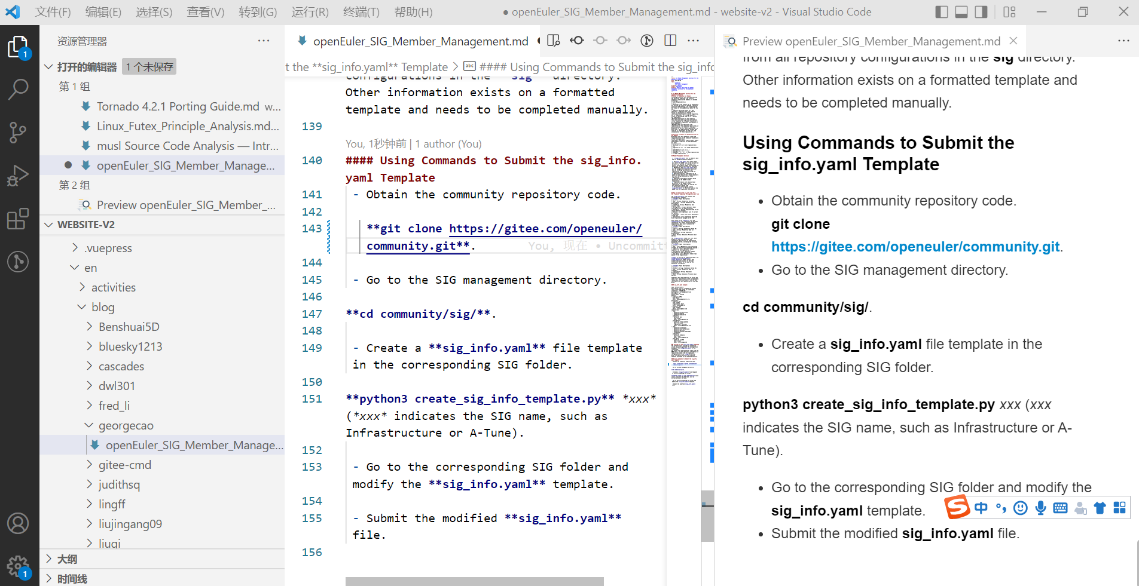 文件(F) 编辑(E) 选择(S) 查看(V) 转到(G) 运行(R) 终端(T) 帮助(H) ● openEuler_SIG_Member_Management.md - website-v2 - Visual Studio Code
资源管理器 ···
打开的编辑器 1个未保存
第 1 组
Tornado 4.2.1 Porting Guide.md w...
Linux_Futex_Principle_Analysis.md...
musl Source Code Analysis — Intr...
● openEuler_SIG_Member_Manage...
第 2 组
Preview openEuler_SIG_Member_...
WEBSITE-V2
.vuepress
en
activities
blog
Benshuai5D
bluesky1213
cascades
dwl301
fred_li
georgecao
openEuler_SIG_Member_Manage...
gitee-cmd
judithsq
lingff
liujingang09
liuqi
大纲
时间线
1
1
openEuler_SIG_Member_Management.md ●
t the **sig_info.yaml** Template > #### Using Commands to Submit the sig_info
configurations in the **sig** directory.
Other information exists on a formatted
template and needs to be completed manually.
139
You, 1秒钟前 | 1 author (You)
140 #### Using Commands to Submit the sig_info.
yaml Template
141 - Obtain the community repository code.
142
143 **git clone https://gitee.com/openeuler/
community.git**. You, 现在 • Uncommit
144
145 - Go to the SIG management directory.
146
147 **cd community/sig/**.
148
149 - Create a **sig_info.yaml** file template
in the corresponding SIG folder.
150
151 **python3 create_sig_info_template.py** *xxx*
(*xxx* indicates the SIG name, such as
Infrastructure or A-Tune).
152
153 - Go to the corresponding SIG folder and
modify the **sig_info.yaml** template.
154
155 - Submit the modified **sig_info.yaml**
file.
156
Preview openEuler_SIG_Member_Management.md
from all repository configurations in the sig directory.
Other information exists on a formatted template and
needs to be completed manually.
Using Commands to Submit the
sig_info.yaml Template
• Obtain the community repository code.
git clone
https://gitee.com/openeuler/community.git.
• Go to the SIG management directory.
cd community/sig/.
• Create a sig_info.yaml file template in the
corresponding SIG folder.
python3 create_sig_info_template.py xxx (xxx
indicates the SIG name, such as Infrastructure or A-
Tune).
• Go to the corresponding SIG folder and modify the
sig_info.yaml template.
• Submit the modified sig_info.yaml file.
S 中